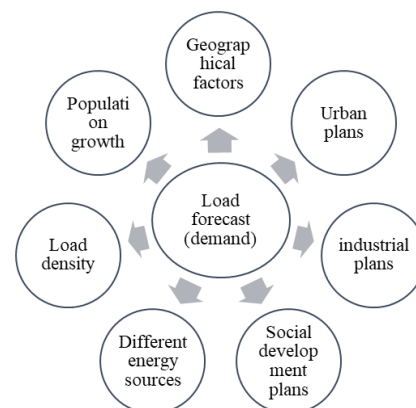 Geograp
hical
factors
Urban
plans
industrial
plans
Social
develop
ment
plans
Different
energy
sources
Load
density
Populati
on
growth
Load
forecast
(demand)